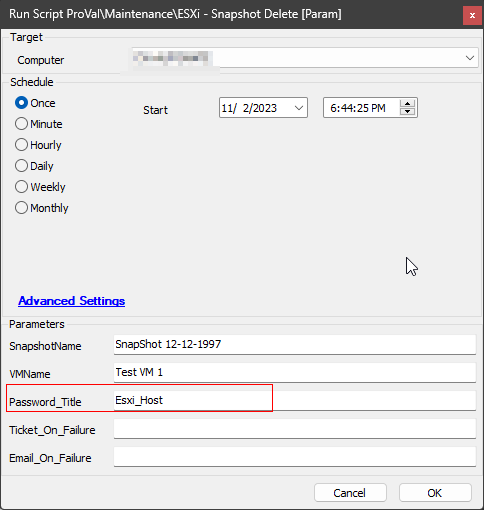 Run Script ProVal\Maintenance\ESXi - Snapshot Delete [Param]
x
Target
Computer
Schedule
Once
Start
11/ 2/2023
6:44:25 PM
Minute
Hourly
Daily
Weekly
Monthly
Advanced Settings
Parameters
SnapshotName
SnapShot 12-12-1997
VMName
Test VM 1
Password_Title
Esxi_Host
Ticket_On_Failure
Email_On_Failure
Cancel
OK